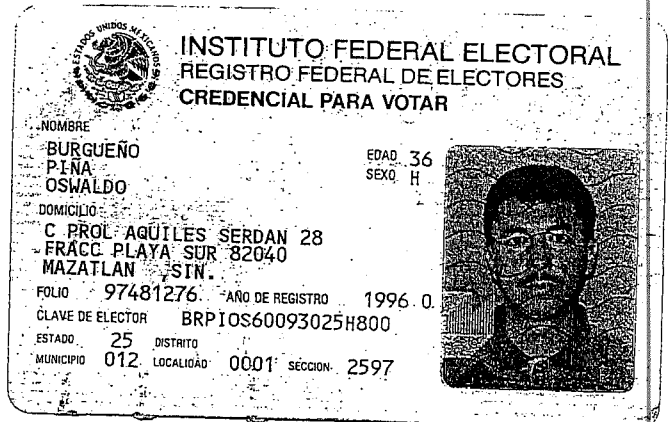 ESTADOS UNIDOS MEXICANOS
INSTITUTO FEDERAL ELECTORAL
REGISTRO FEDERAL DE ELECTORES
CREDENCIAL PARA VOTAR
NOMBRE
BURGUEÑO
PIÑA
OSWALDO
EDAD 36
SEXO H
DOMICILIO
C PROL AQUILES SERDAN 28
FRACC PLAYA SUR 82040
MAZATLAN ,SIN.
FOLIO 97481276 AÑO DE REGISTRO 1996 0
CLAVE DE ELECTOR BRPIOS60093025H800
ESTADO 25 DISTRITO
MUNICIPIO 012 LOCALIDAD 0001 SECCION 2597